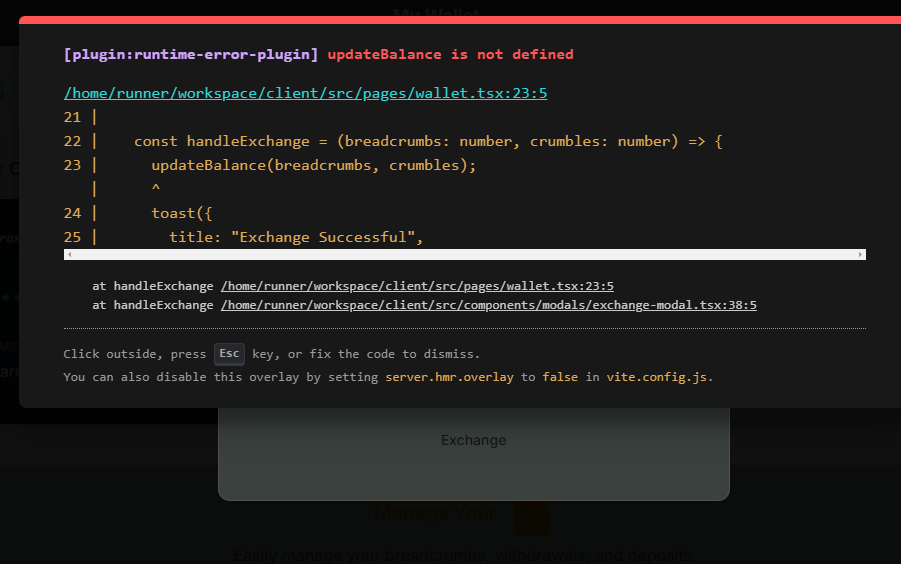 My Wallet
[plugin:runtime-error-plugin] updateBalance is not defined
/home/runner/workspace/client/src/pages/wallet.tsx:23:5
21 |
22 |    const handleExchange = (breadcrumbs: number, crumbles: number) => {
23 |      updateBalance(breadcrumbs, crumbles);
   |      ^
24 |      toast({
25 |        title: "Exchange Successful",
at handleExchange /home/runner/workspace/client/src/pages/wallet.tsx:23:5
at handleExchange /home/runner/workspace/client/src/components/modals/exchange-modal.tsx:38:5
Click outside, press Esc key, or fix the code to dismiss.
You can also disable this overlay by setting server.hmr.overlay to false in vite.config.js.
Exchange
Manage Your
Easily manage your breadcrumbs, withdrawals, and deposits.